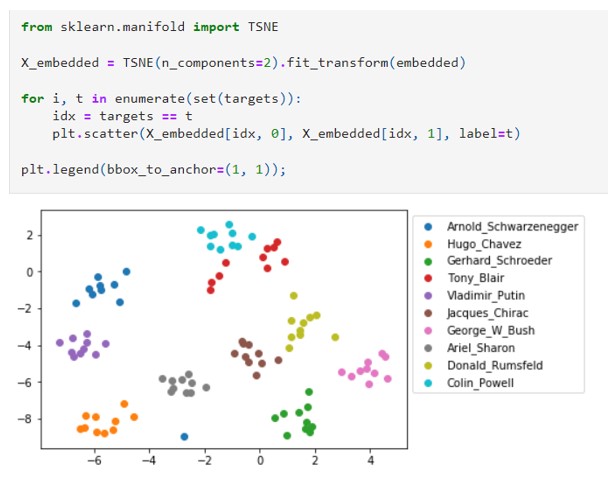 from sklearn.manifold import TSNE
X_embedded = TSNE(n_components=2).fit_transform(embedded)
for i, t in enumerate(set(targets)):
    idx = targets == t
    plt.scatter(X_embedded[idx, 0], X_embedded[idx, 1], label=t)
plt.legend(bbox_to_anchor=(1, 1));
2
0
−2
−4
−6
−8
−6
−4
−2
0
2
4
Arnold_Schwarzenegger
Hugo_Chavez
Gerhard_Schroeder
Tony_Blair
Vladimir_Putin
Jacques_Chirac
George_W_Bush
Ariel_Sharon
Donald_Rumsfeld
Colin_Powell